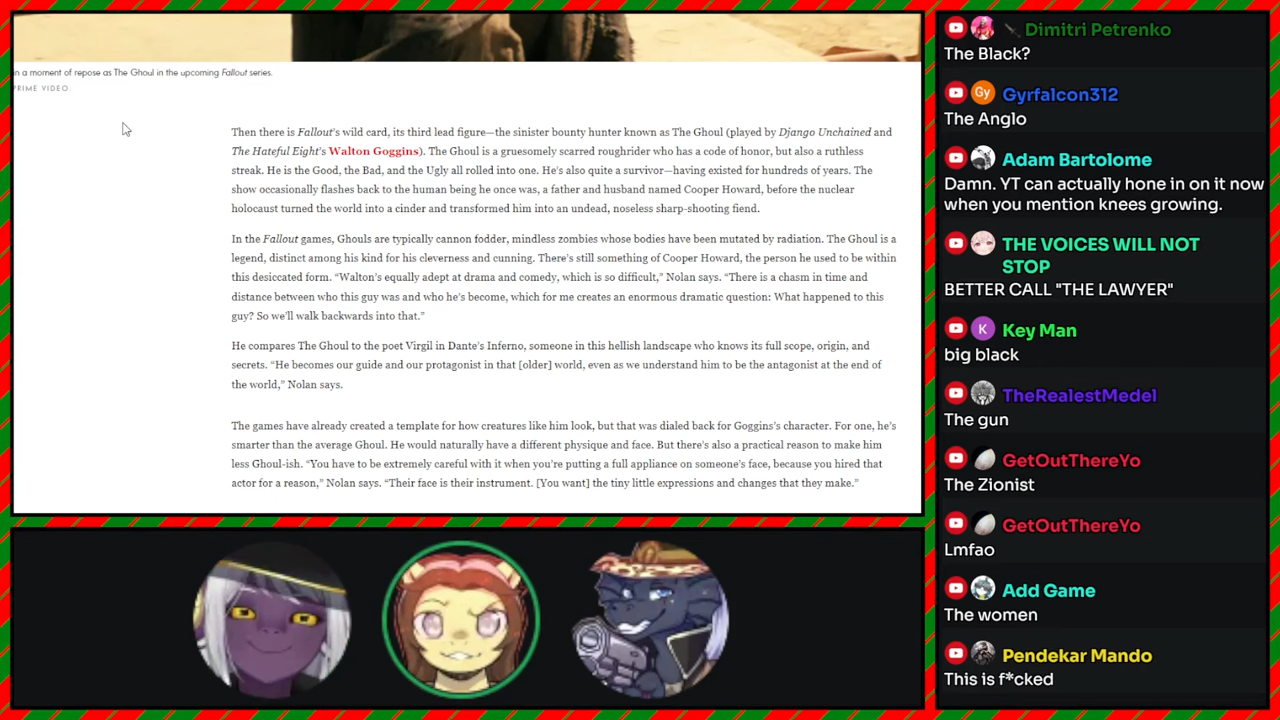 n a moment of repose as The Ghoul in the upcoming Fallout series.
PRIME VIDEO.
Then there is Fallout's wild card, its third lead figure—the sinister bounty hunter known as The Ghoul (played by Django Unchained and
The Hateful Eight's Walton Goggins). The Ghoul is a gruesomely scarred roughrider who has a code of honor, but also a ruthless
streak. He is the Good, the Bad, and the Ugly all rolled into one. He's also quite a survivor—having existed for hundreds of years. The
show occasionally flashes back to the human being he once was, a father and husband named Cooper Howard, before the nuclear
holocaust turned the world into a cinder and transformed him into an undead, noseless sharp-shooting fiend.
In the Fallout games, Ghouls are typically cannon fodder, mindless zombies whose bodies have been mutated by radiation. The Ghoul is a
legend, distinct among his kind for his cleverness and cunning. There's still something of Cooper Howard, the person he used to be within
this desiccated form. “Walton's equally adept at drama and comedy, which is so difficult,” Nolan says. “There is a chasm in time and
distance between who this guy was and who he's become, which for me creates an enormous dramatic question: What happened to this
guy? So we'll walk backwards into that.”
He compares The Ghoul to the poet Virgil in Dante's Inferno, someone in this hellish landscape who knows its full scope, origin, and
secrets. “He becomes our guide and our protagonist in that [older] world, even as we understand him to be the antagonist at the end of
the world,” Nolan says.
The games have already created a template for how creatures like him look, but that was dialed back for Goggins's character. For one, he's
smarter than the average Ghoul. He would naturally have a different physique and face. But there's also a practical reason to make him
less Ghoul-ish. “You have to be extremely careful with it when you're putting a full appliance on someone's face, because you hired that
actor for a reason,” Nolan says. “Their face is their instrument. [You want] the tiny little expressions and changes that they make.”
Dimitri Petrenko
The Black?
Gy
Gyrfalcon312
The Anglo
Adam Bartolome
Damn. YT can actually hone in on it now
when you mention knees growing.
THE VOICES WILL NOT
STOP
BETTER CALL "THE LAWYER"
K
Key Man
big black
TheRealestMedel
The gun
GetOutThereYo
The Zionist
GetOutThereYo
Lmfao
Add Game
The women
Pendekar Mando
This is f*cked